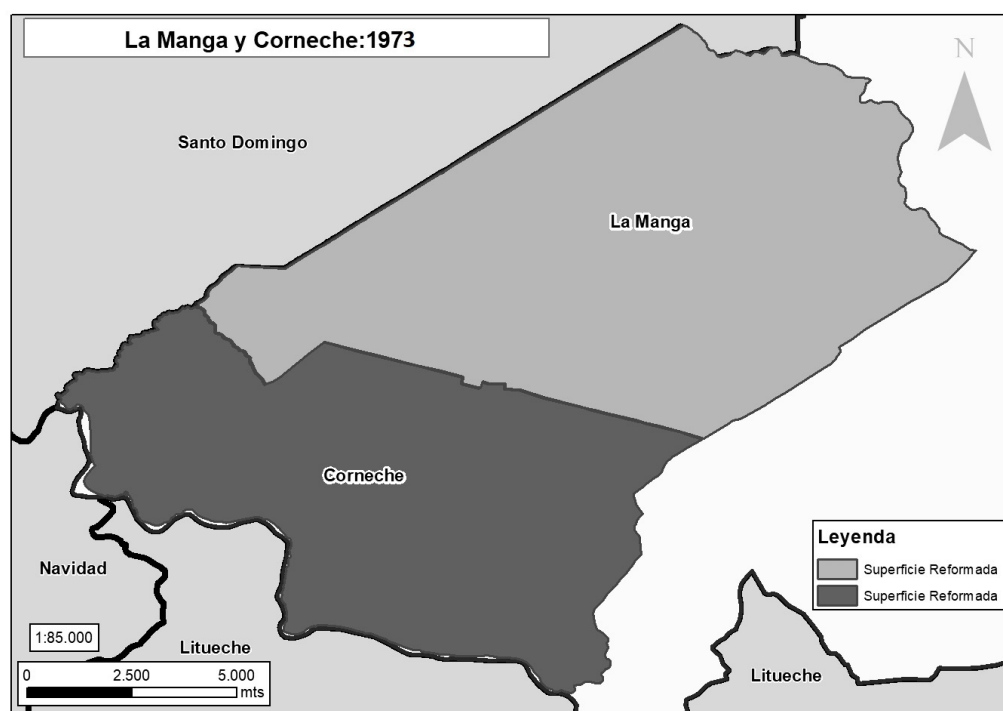 La Manga y Corneche:1973
N
Santo Domingo
La Manga
Corneche
Navidad
Litueche
Litueche
Leyenda
Superficie Reformada
Superficie Reformada
1:85.000
0 2.500 5.000
mts